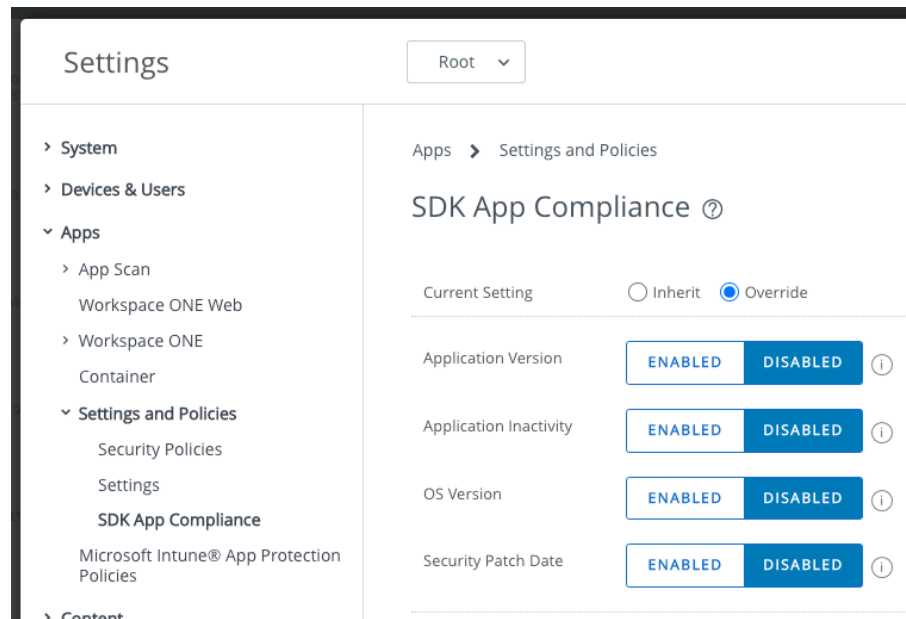 Settings
Root
System
Devices & Users
Apps
App Scan
Workspace ONE Web
Workspace ONE
Container
Settings and Policies
Security Policies
Settings
SDK App Compliance
Microsoft Intune® App Protection
Policies
Content
Apps > Settings and Policies
SDK App Compliance ?
Current Setting Inherit Override
Application Version ENABLED DISABLED i
Application Inactivity ENABLED DISABLED i
OS Version ENABLED DISABLED i
Security Patch Date ENABLED DISABLED i